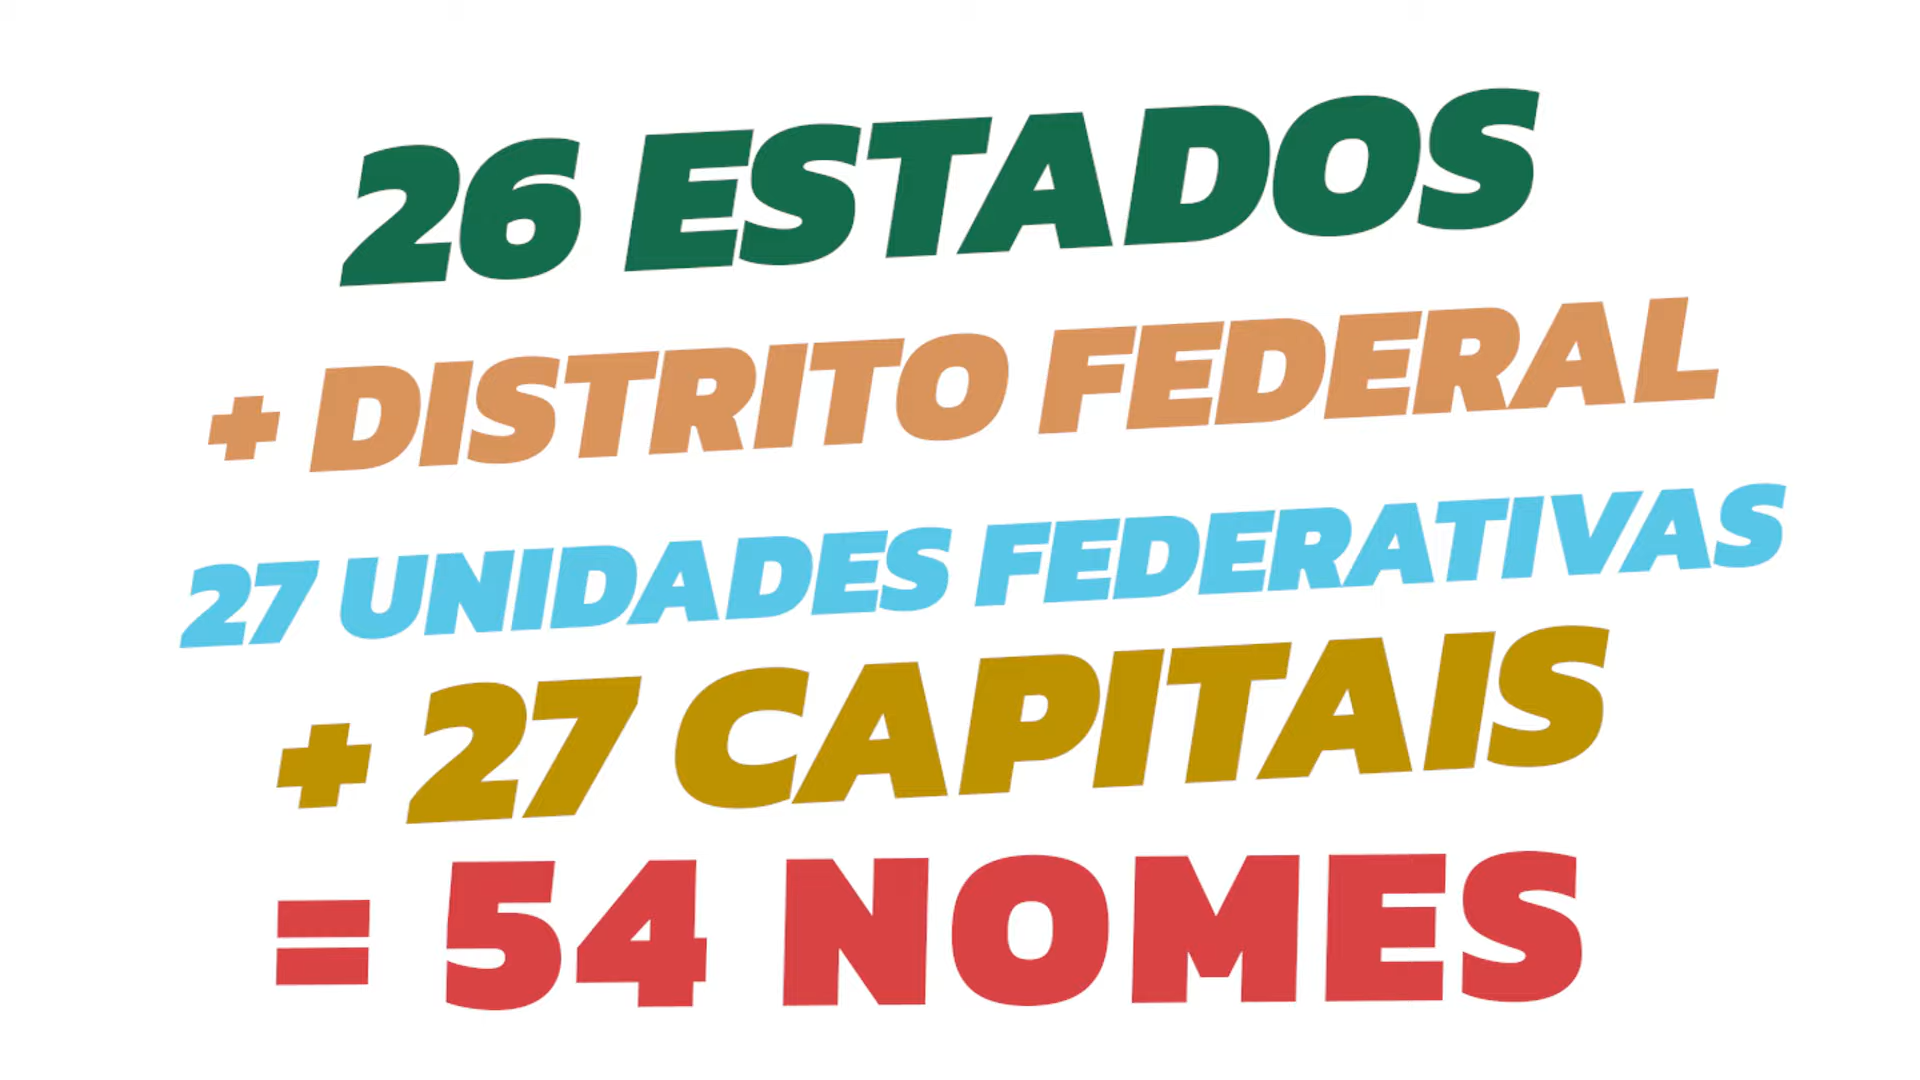 26 ESTADOS
+ DISTRITO FEDERAL
27 UNIDADES FEDERATIVAS
+ 27 CAPITAIS
= 54 NOMES